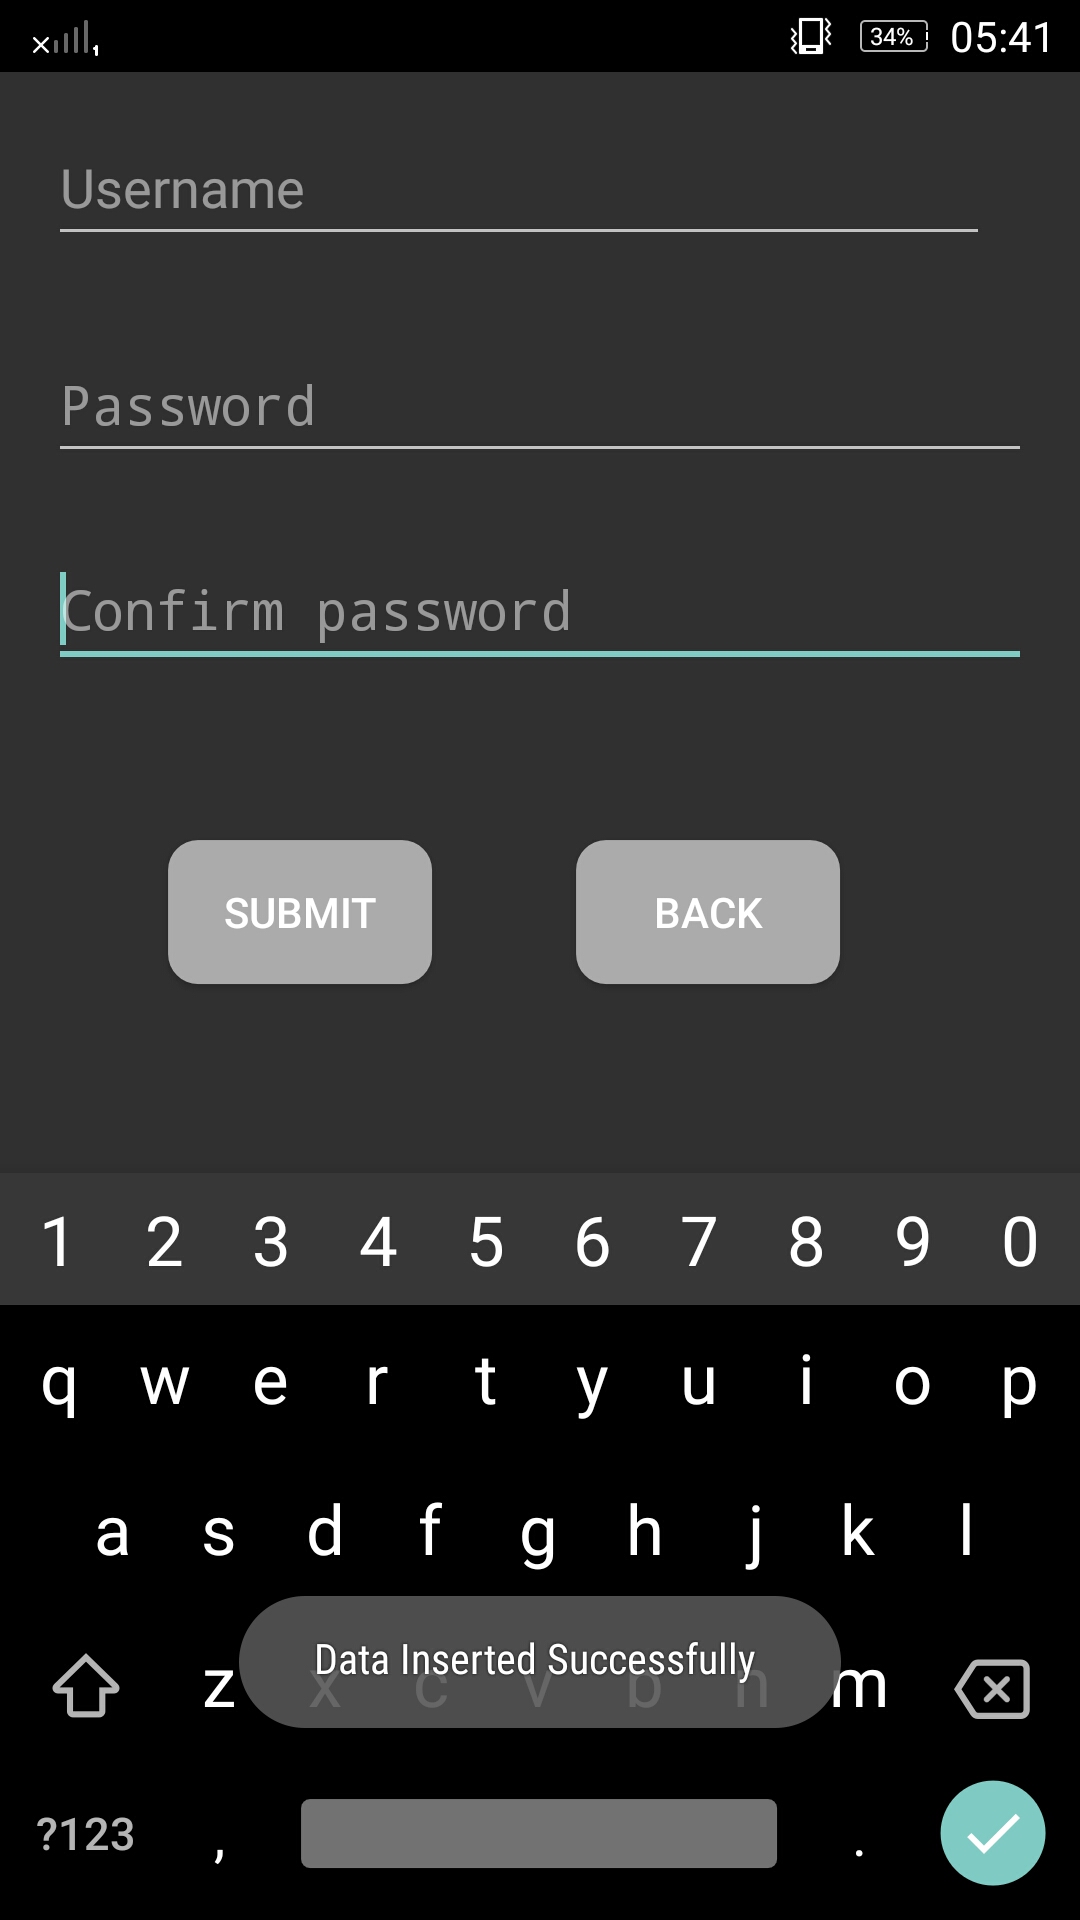 1 34% 05:41
Username
Password
Confirm password
SUBMIT BACK
1 2 3 4 5 6 7 8 9 0
q w e r t y u i o p
a s d f g h j k l
Data Inserted Successfully
z x c v b n m
?123 , .